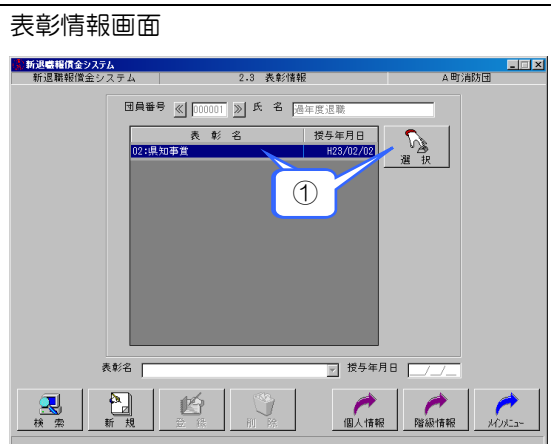 表彰情報画面
新退職報償金システム
新退職報償金システム 2.3 表彰情報 A町消防団
団員番号 000001 氏 名 過年度退職
表 彰 名 授与年月日
02:県知事賞 H23/02/02
選 択
①
表彰名 授与年月日 __/__/__
検 索 新 規 登 録 削 除 個人情報 階級情報 ﾒｲﾝﾒﾆｭｰ